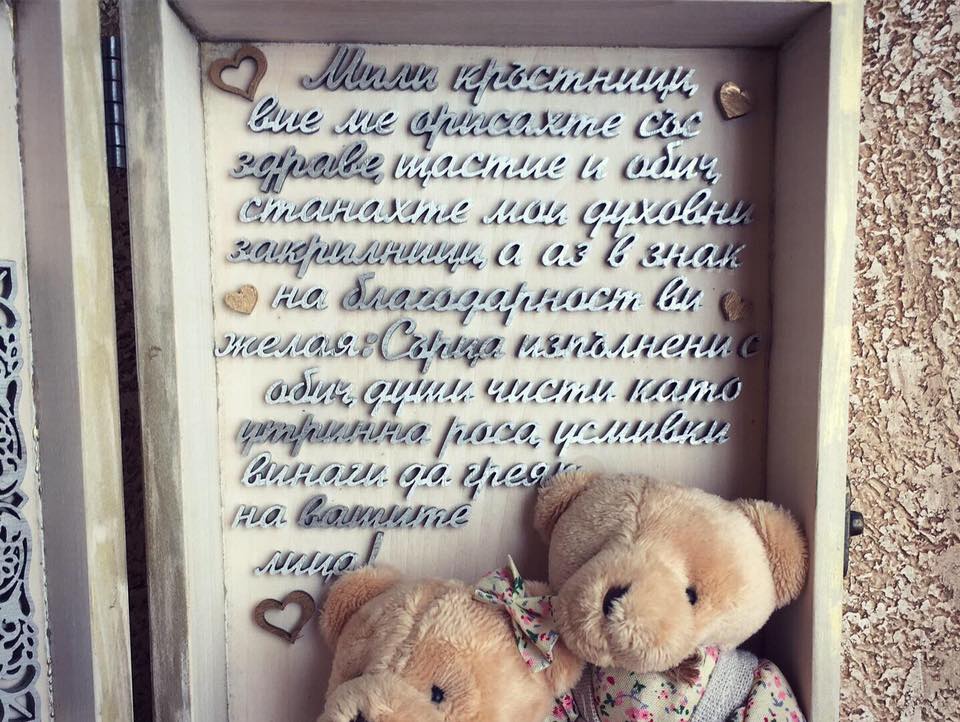 Мили кръстници,
вие ме орисахте със
здраве, щастие и обич,
станахте мои духовни
закрилници, а аз в знак
на благодарност ви
желая: Сърца изпълнени с
обич, души чисти като
утринна роса, усмивки
винаги да греят
на вашите
лица!